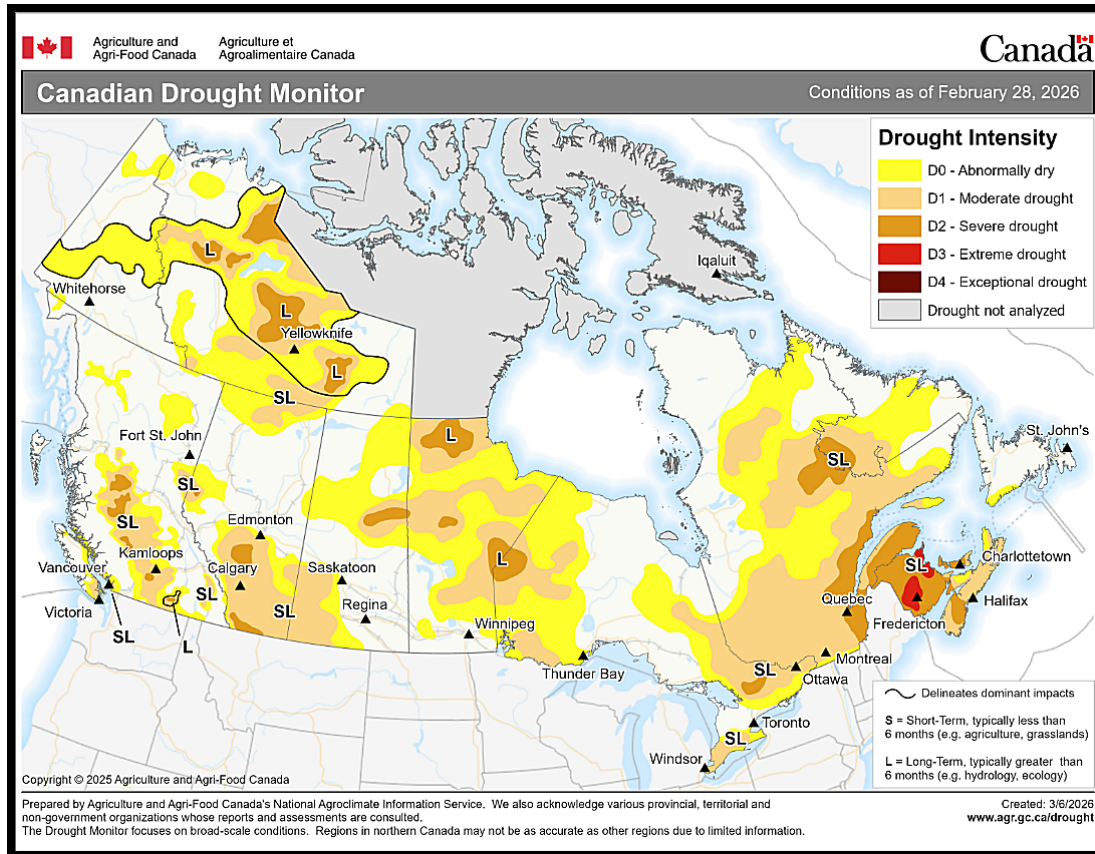 Agriculture and
Agri-Food Canada
Agriculture et
Agroalimentaire Canada
Canada
Canadian Drought Monitor
Conditions as of February 28, 2026
Drought Intensity
D0 - Abnormally dry
D1 - Moderate drought
D2 - Severe drought
D3 - Extreme drought
D4 - Exceptional drought
Drought not analyzed
Iqaluit
L
Whitehorse
L
Yellowknife
L
SL
Fort St. John
L
St. John's
SL
SL
Edmonton
SL
Kamloops
L
Charlottetown
SL
Vancouver
Calgary
Saskatoon
Halifax
Victoria
SL
SL
Regina
Quebec
Fredericton
Winnipeg
SL
L
Thunder Bay
Montreal
SL
Ottawa
Toronto
SL
Windsor
Delineates dominant impacts
S = Short-Term, typically less than
6 months (e.g. agriculture, grasslands)
L = Long-Term, typically greater than
6 months (e.g. hydrology, ecology)
Copyright © 2025 Agriculture and Agri-Food Canada
Prepared by Agriculture and Agri-Food Canada's National Agroclimate Information Service. We also acknowledge various provincial, territorial and
non-government organizations whose reports and assessments are consulted.
The Drought Monitor focuses on broad-scale conditions. Regions in northern Canada may not be as accurate as other regions due to limited information.
Created: 3/6/2026
www.agr.gc.ca/drought